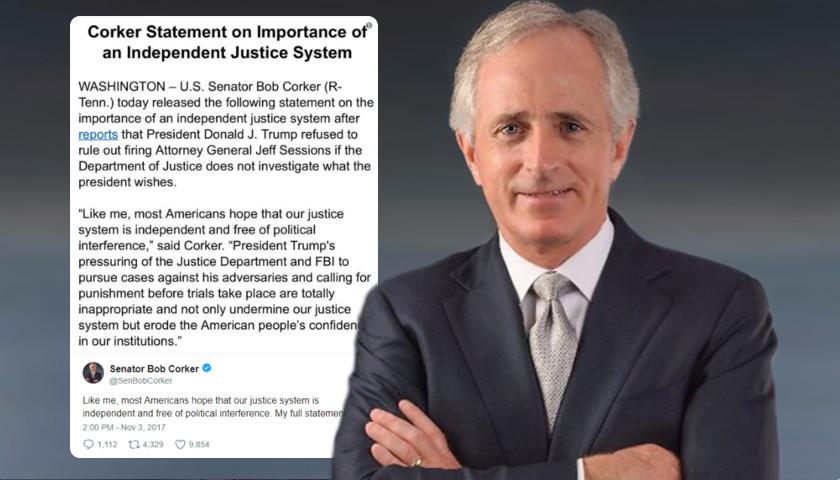 Corker Statement on Importance of
an Independent Justice System
WASHINGTON – U.S. Senator Bob Corker (R-
Tenn.) today released the following statement on the
importance of an independent justice system after
reports that President Donald J. Trump refused to
rule out firing Attorney General Jeff Sessions if the
Department of Justice does not investigate what the
president wishes.
“Like me, most Americans hope that our justice
system is independent and free of political
interference,” said Corker. “President Trump's
pressuring of the Justice Department and FBI to
pursue cases against his adversaries and calling for
punishment before trials take place are totally
inappropriate and not only undermine our justice
system but erode the American people’s confiden
in our institutions.”
Senator Bob Corker
@SenBobCorker
Like me, most Americans hope that our justice system is
independent and free of political interference. My full statemen
2:00 PM - Nov 3, 2017
1,112 4,329 9,854